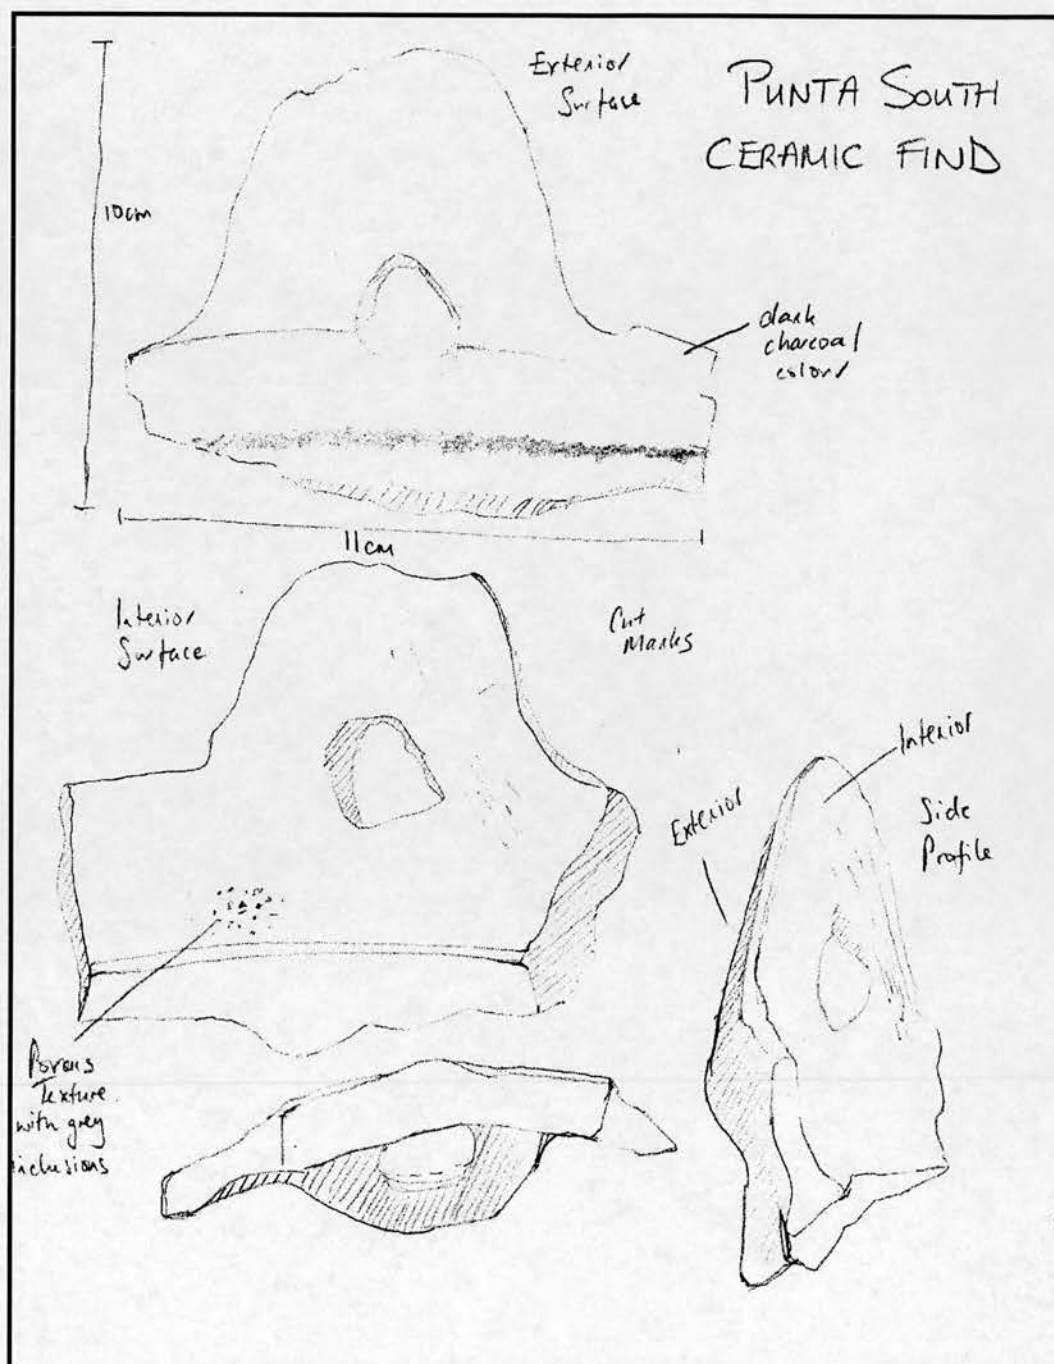 PUNTA SOUTH
CERAMIC FIND
Exterior
Surface
10cm
dark
charcoal
color
11cm
Interior
Surface
Cut
Marks
Interior
Exterior
Side
Profile
Porous
Texture
with grey
inclusions